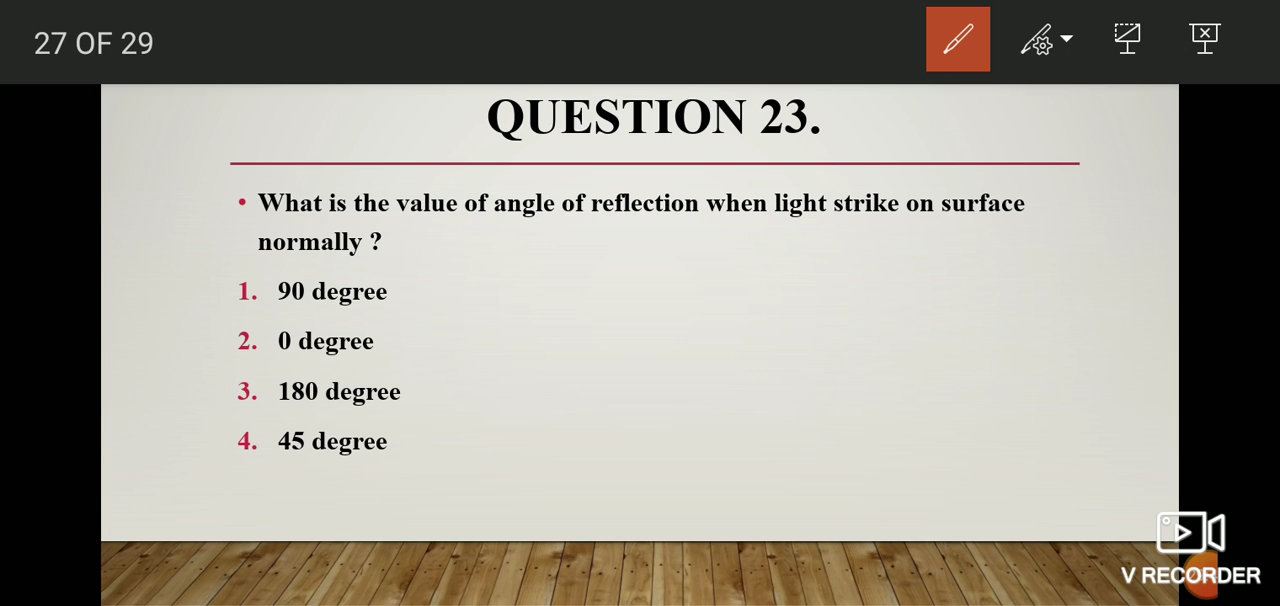 27 OF 29
QUESTION 23.
• What is the value of angle of reflection when light strike on surface
normally ?
1. 90 degree
2. 0 degree
3. 180 degree
4. 45 degree
V RECORDER